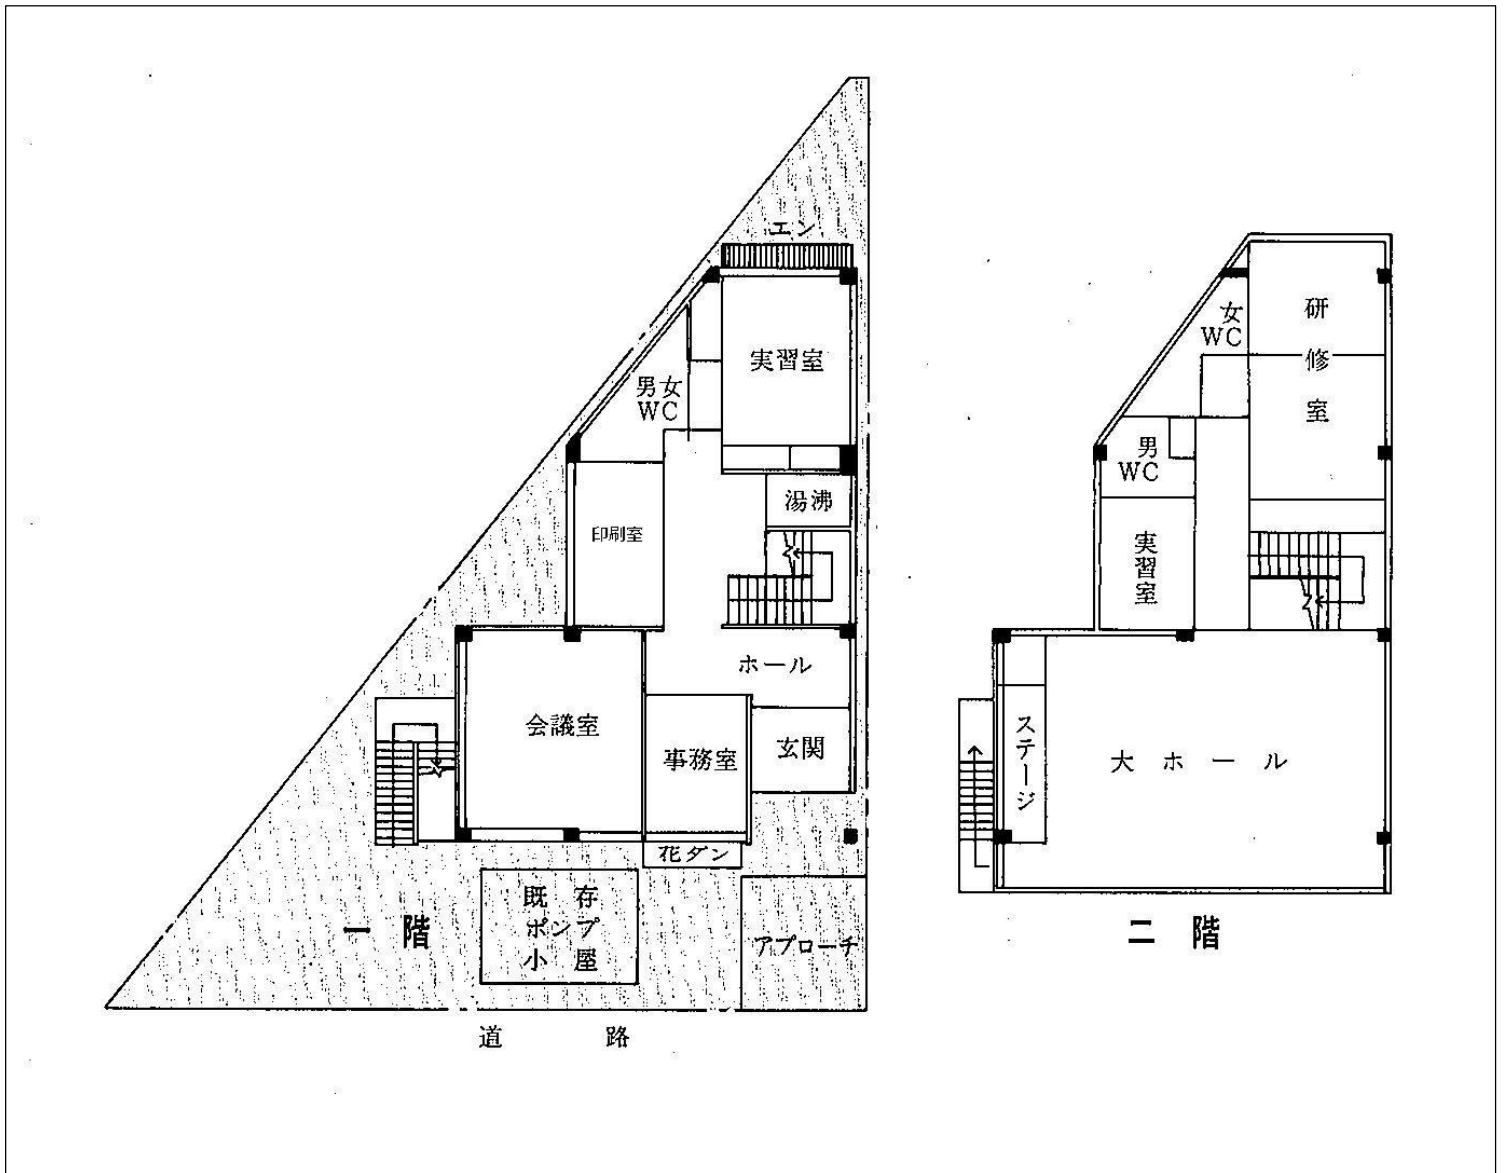 エン
実習室
男女
WC
湯沸
印刷室
ホール
会議室
事務室
玄関
花ダン
既存
ポンプ
小屋
アプローチ
一階
道路
女
WC
研修室
男
WC
実習室
ステージ
大ホール
二階